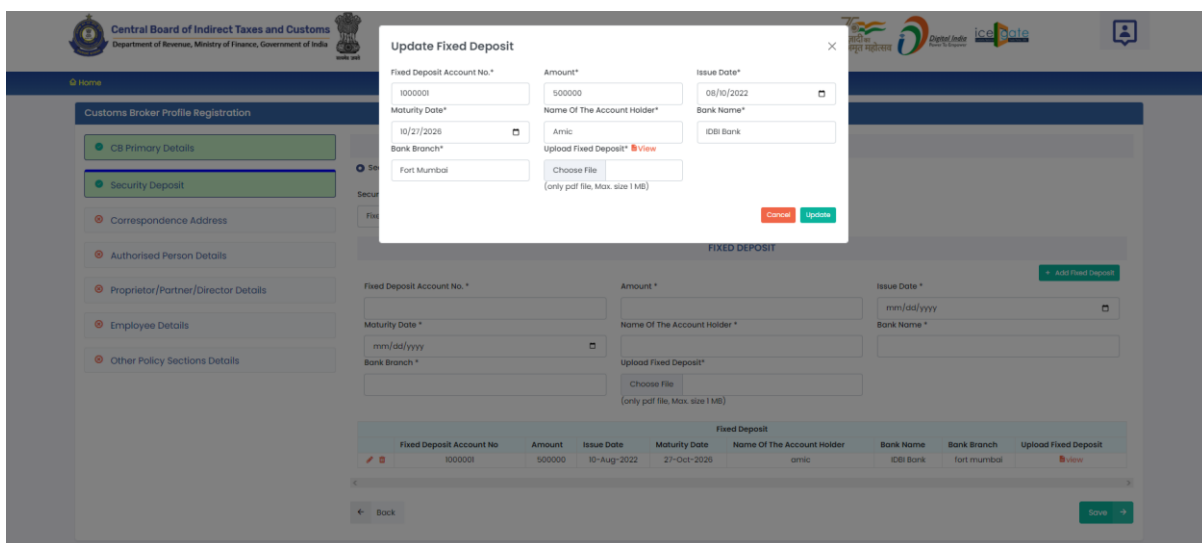 Central Board of Indirect Taxes and Customs
Department of Revenue, Ministry of Finance, Government of India
अमृत महोत्सव
Digital India
Power To Empower
Home
Customs Broker Profile Registration
CB Primary Details
Security Deposit
Correspondence Address
Authorised Person Details
Proprietor/Partner/Director Details
Employee Details
Other Policy Sections Details
Update Fixed Deposit
Fixed Deposit Account No.* Amount* Issue Date*
1000001 500000 08/10/2022
Maturity Date* Name Of The Account Holder* Bank Name*
10/27/2026 Amic IDBI Bank
Bank Branch* Upload Fixed Deposit* View
Fort Mumbai Choose File
(only pdf file, Max. size 1 MB)
Cancel Update
FIXED DEPOSIT
+ Add Fixed Deposit
Fixed Deposit Account No. * Amount * Issue Date *
mm/dd/yyyy
Maturity Date * Name Of The Account Holder * Bank Name *
mm/dd/yyyy
Bank Branch * Upload Fixed Deposit*
Choose File
(only pdf file, Max. size 1 MB)
Fixed Deposit
Fixed Deposit Account No Amount Issue Date Maturity Date Name Of The Account Holder Bank Name Bank Branch Upload Fixed Deposit
1000001 500000 10-Aug-2022 27-Oct-2026 amic IDBI Bank fort mumbai view
Back Save